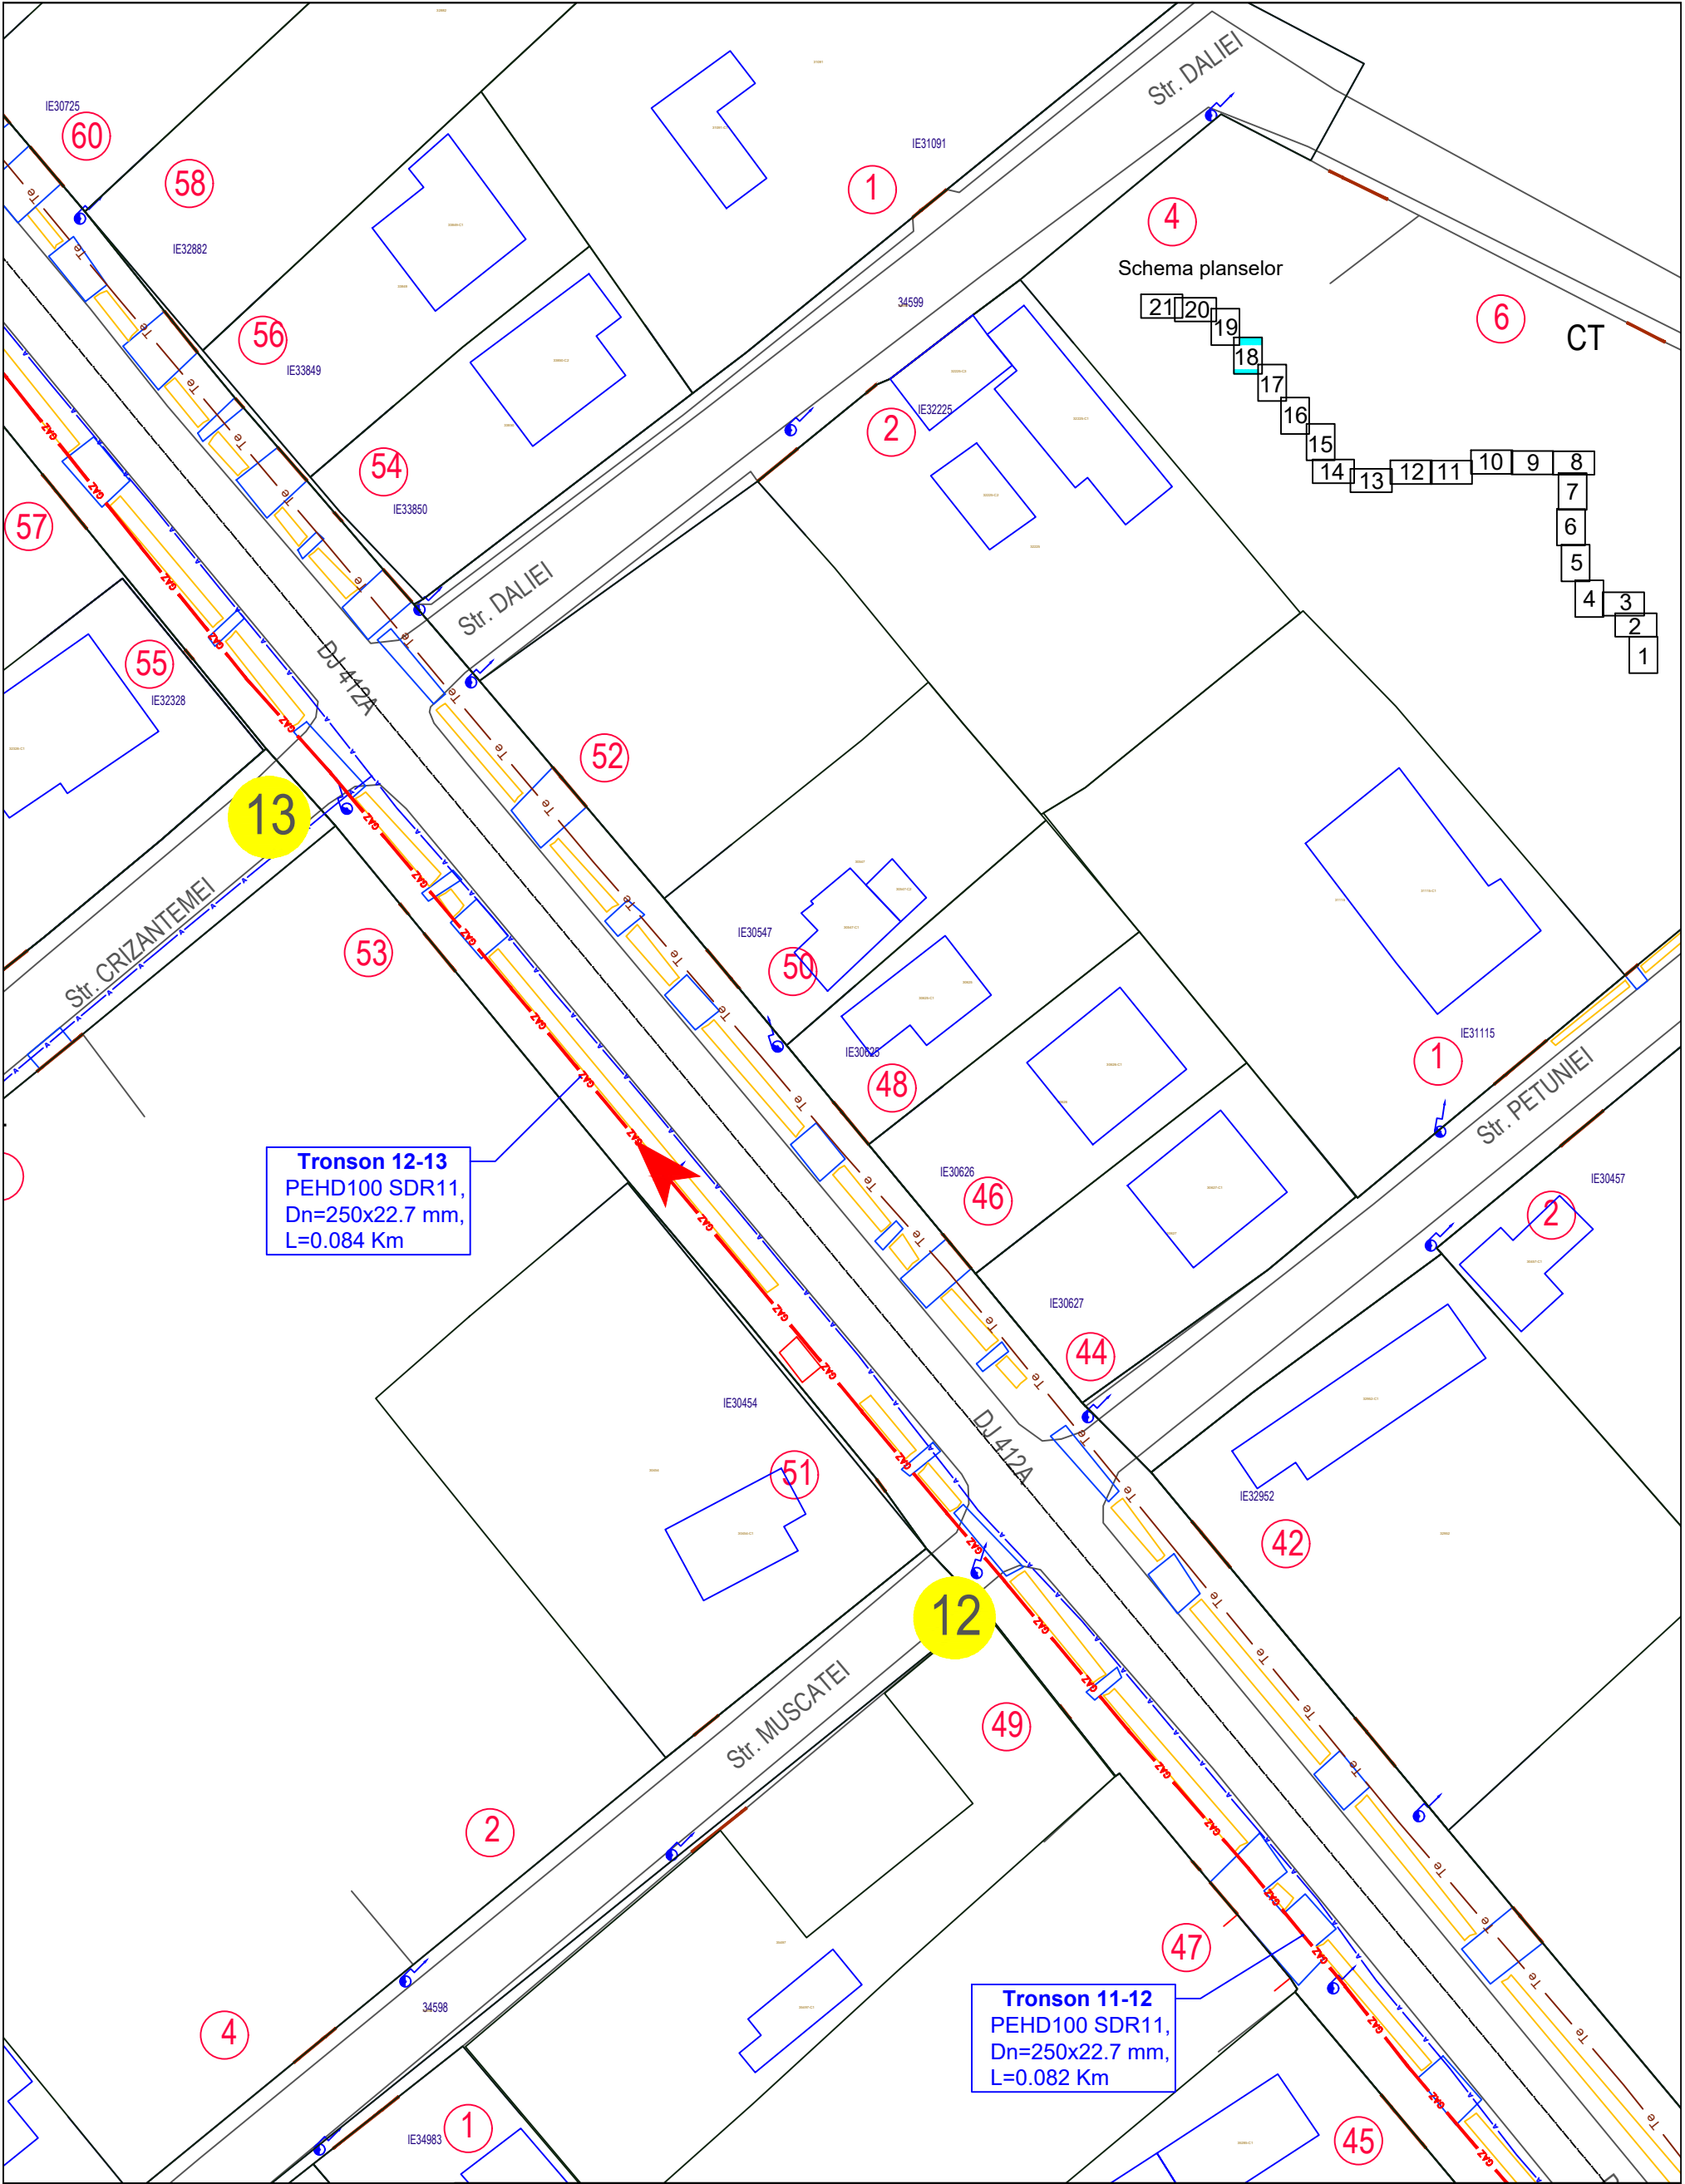 IE30725
60
58
IE32882
56
IE33849
54
IE33850
1
IE31091
34599
Str. DALIEI
4
Schema planselor
6
CT
21 20
19
18
17
16
15
14 13 12 11 10 9 8
7
6
5
4 3
2
1
2
IE32225
57
55
IE32328
DJ 412A
Str. DALIEI
52
13
Str. CRIZANTEMEI
53
IE30547
50
IE30625
48
IE30626
46
IE30627
44
IE31115
1
Str. PETUNIEI
IE30457
2
Tronson 12-13
PEHD100 SDR11,
Dn=250x22.7 mm,
L=0.084 Km
GAZ
Te
A
IE30454
51
DJ 412A
IE32952
42
12
Str. MUSCATEI
49
2
47
4
34598
Tronson 11-12
PEHD100 SDR11,
Dn=250x22.7 mm,
L=0.082 Km
1
IE34983
45